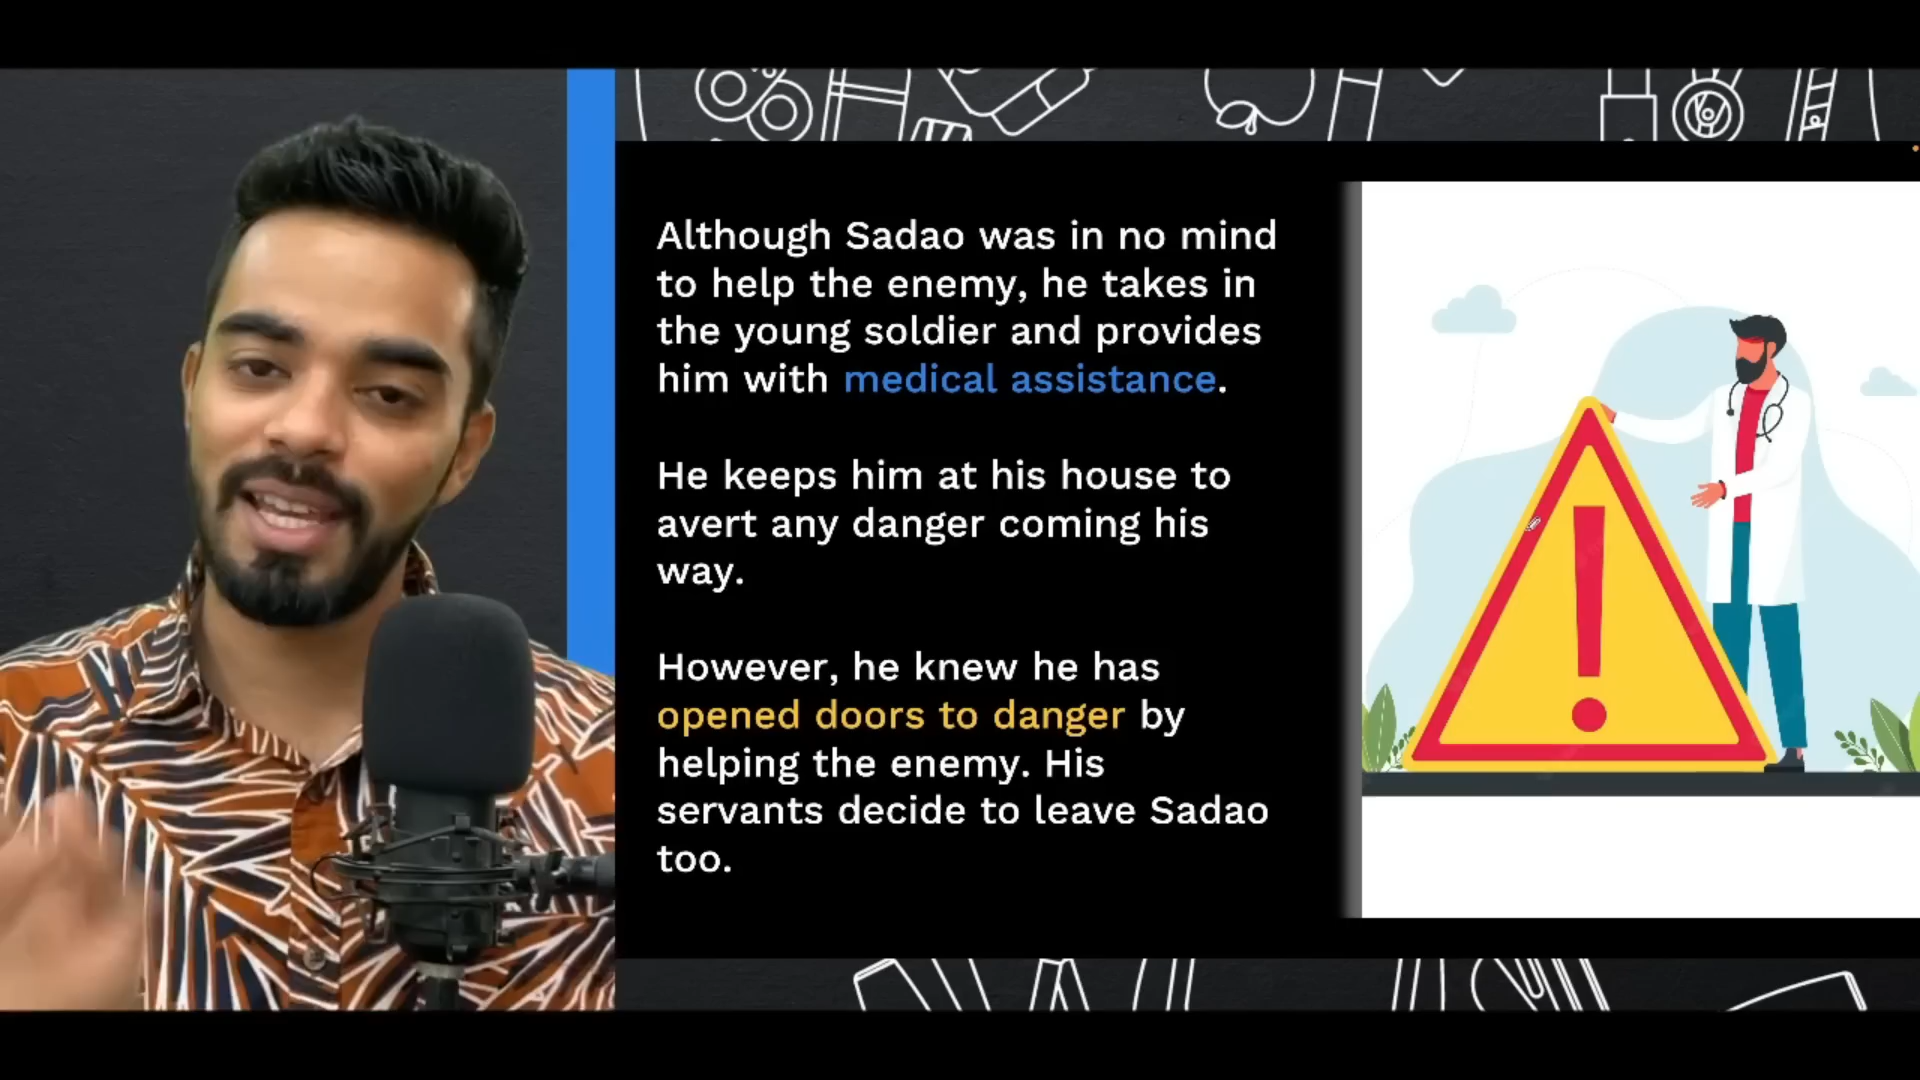 Although Sadao was in no mind
to help the enemy, he takes in
the young soldier and provides
him with medical assistance.
He keeps him at his house to
avert any danger coming his
way.
However, he knew he has
opened doors to danger by
helping the enemy. His
servants decide to leave Sadao
too.